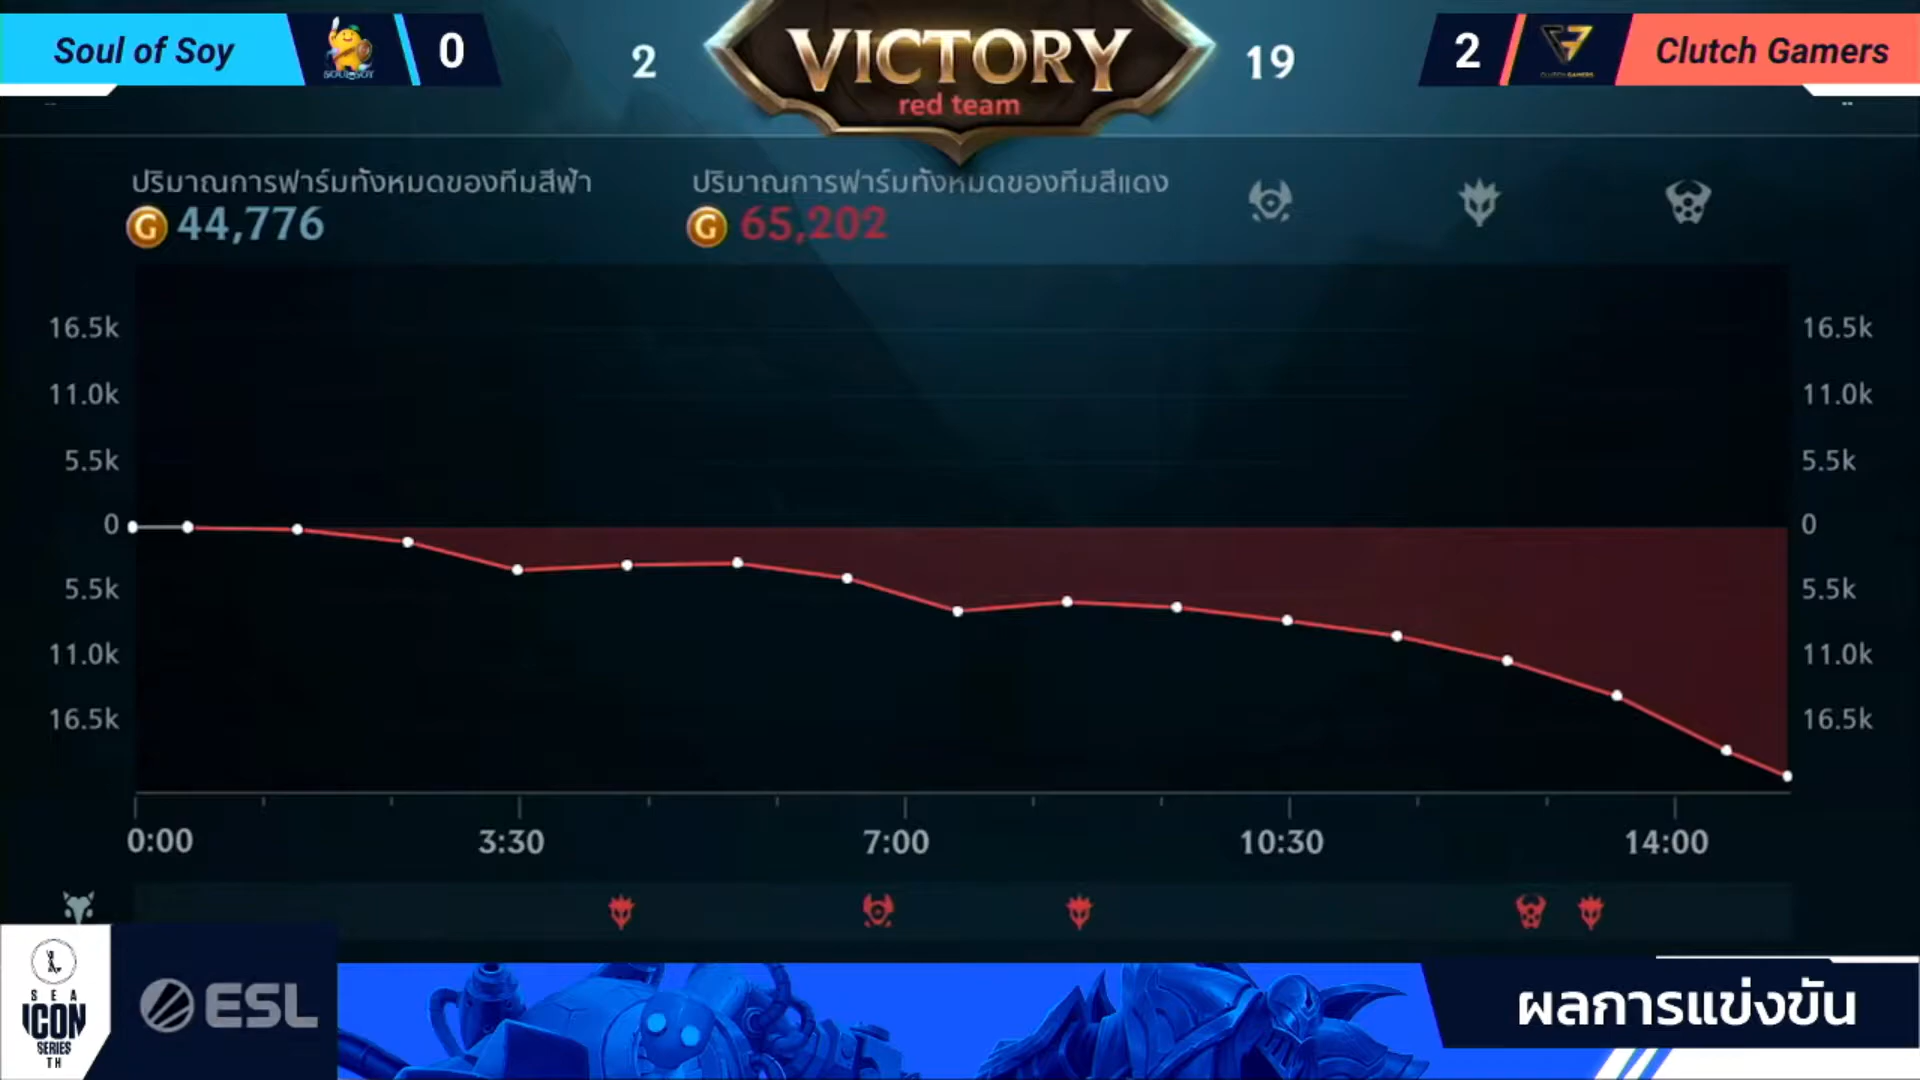 Soul of Soy
SOUL OF SOY
0
2
VICTORY
red team
19
2
CLUTCH GAMERS
Clutch Gamers
--
--
ปริมาณการฟาร์มทั้งหมดของทีมสีฟ้า
G 44,776
ปริมาณการฟาร์มทั้งหมดของทีมสีแดง
G 65,202
16.5k
11.0k
5.5k
0
5.5k
11.0k
16.5k
16.5k
11.0k
5.5k
0
5.5k
11.0k
16.5k
0:00 3:30 7:00 10:30 14:00
L
SEA
ICON
SERIES
TH
ESL
ผลการแข่งขัน